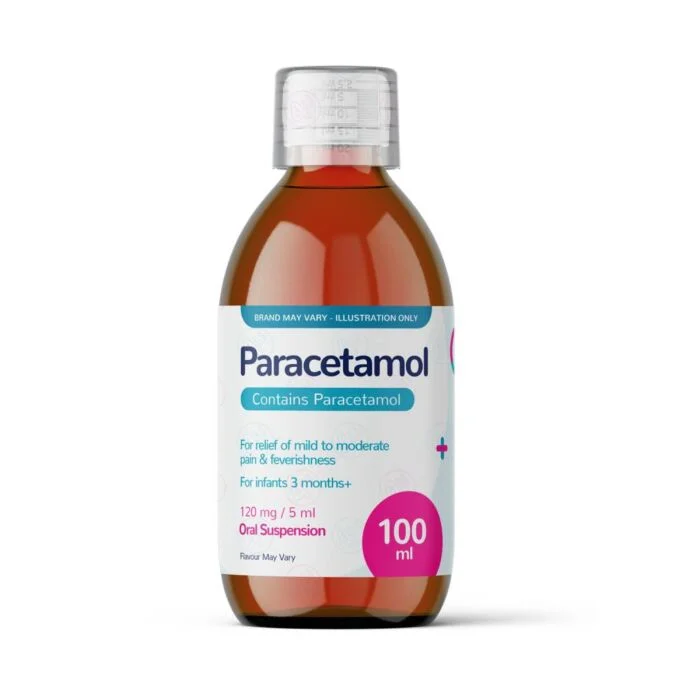 BRAND MAY VARY - ILLUSTRATION ONLY
Paracetamol
Contains Paracetamol
For relief of mild to moderate
pain & feverishness
For infants 3 months+
120 mg / 5 ml
Oral Suspension
100
ml
Flavour May Vary